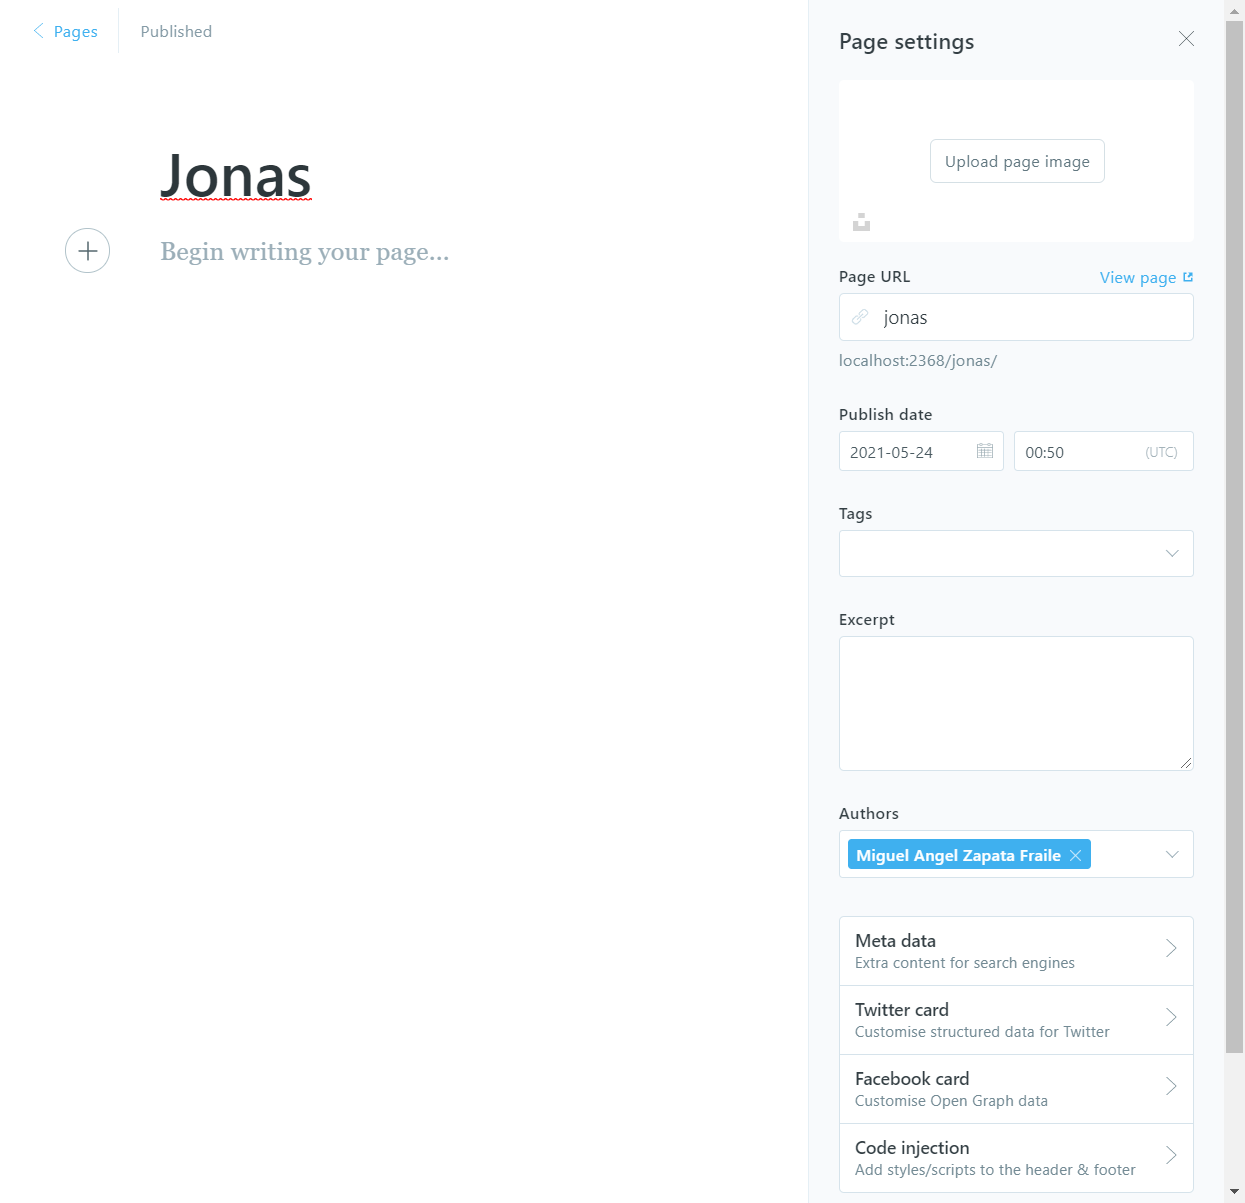 Pages
Published
Page settings
Jonas
Begin writing your page...
Upload page image
Page URL
View page
jonas
localhost:2368/jonas/
Publish date
2021-05-24
00:50
(UTC)
Tags
Excerpt
Authors
Miguel Angel Zapata Fraile
Meta data
Extra content for search engines
Twitter card
Customise structured data for Twitter
Facebook card
Customise Open Graph data
Code injection
Add styles/scripts to the header & footer